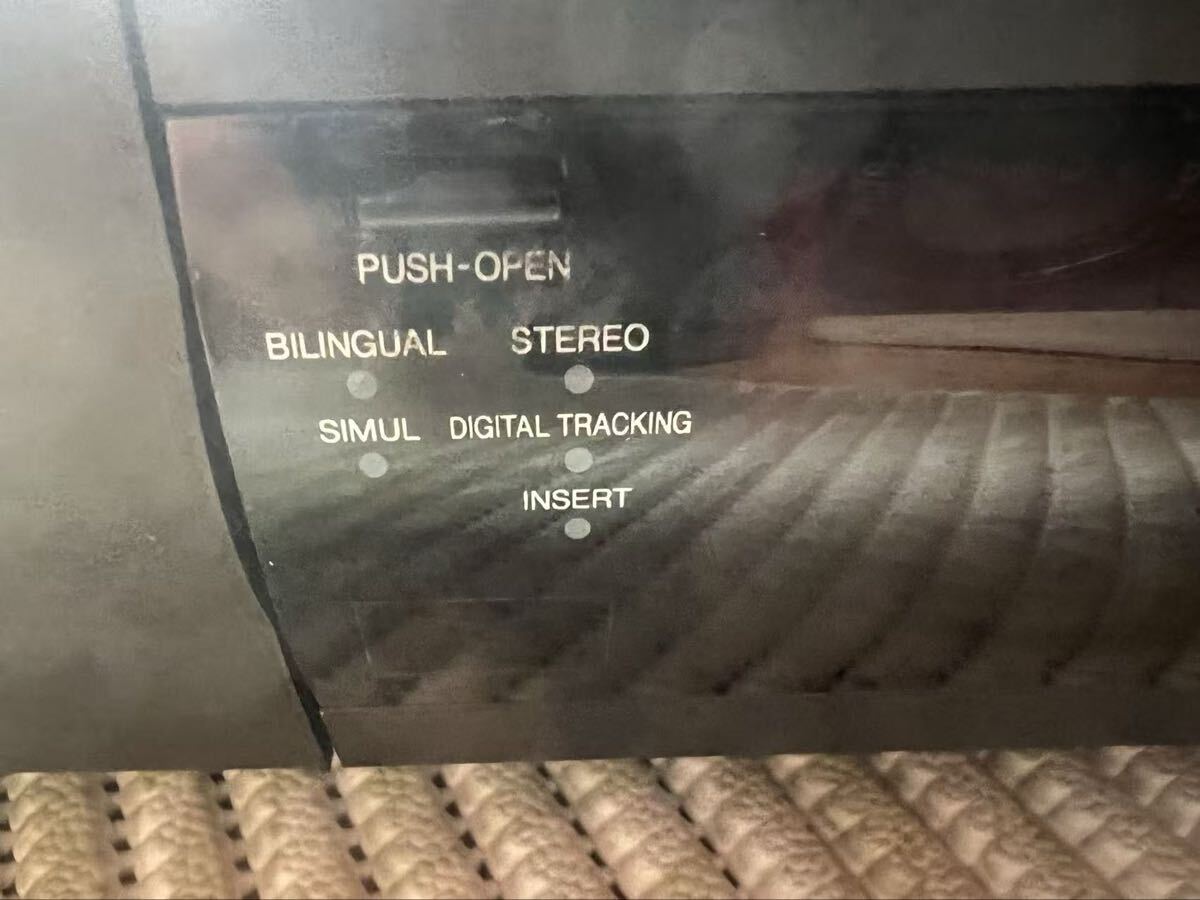 PUSH-OPEN
BILINGUAL STEREO
SIMUL DIGITAL TRACKING
INSERT